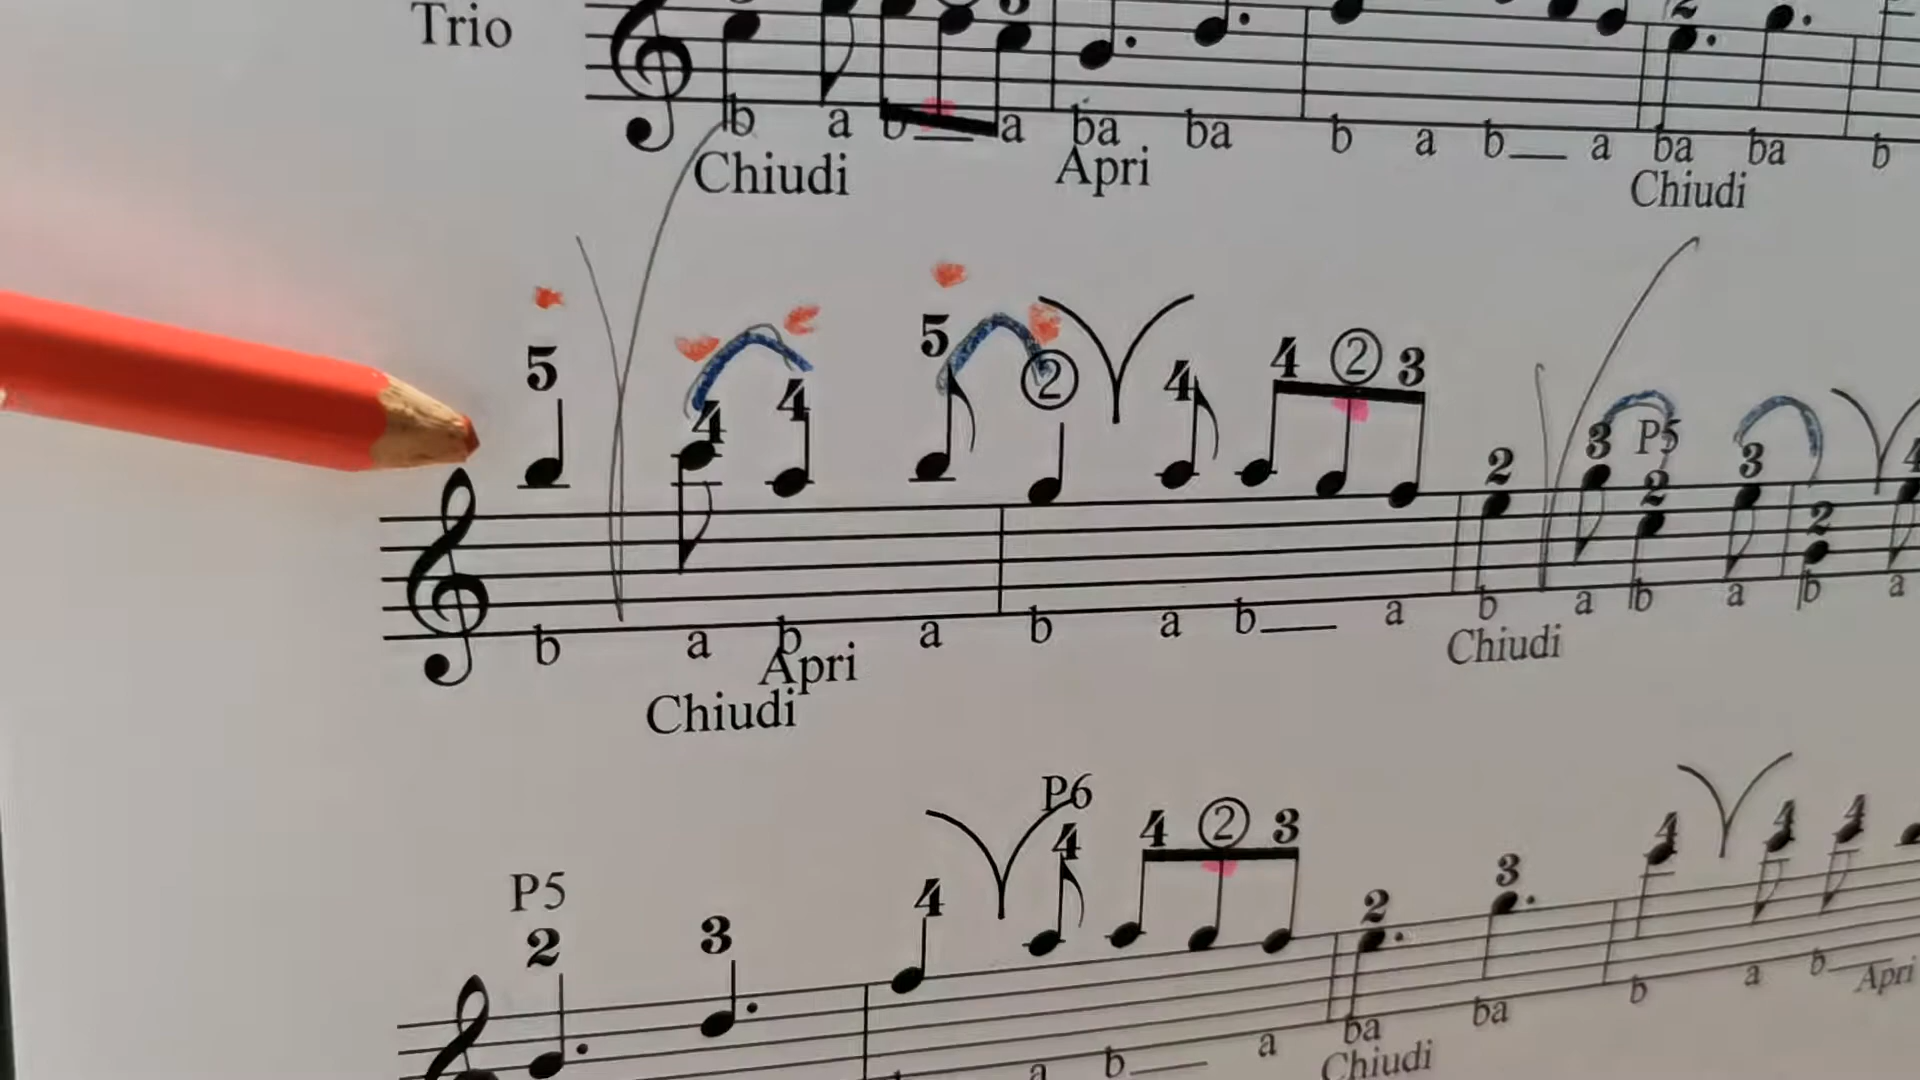 Trio
b a b a ba ba b a b a ba ba b
Chiudi Apri Chiudi
5 4 4 5 2 4 4 2 3 2 3 P5 2 3 2 4
b a b a b a b a b a b a b a
Apri Chiudi
Chiudi
P5 P6
2 3 4 4 4 2 3 2 3 4 4 4
a b a ba ba b a b
Chiudi Apri